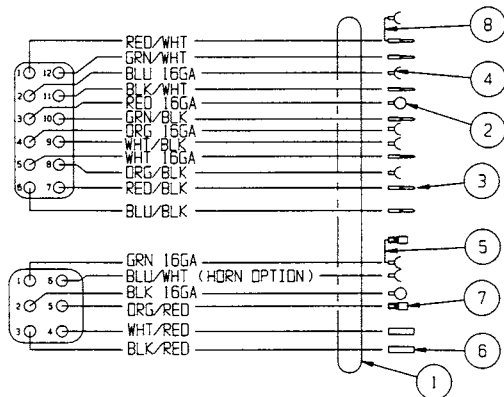 RED/WHT
GRN/WHT
BLU 16GA
BLK/WHT
RED 16GA
GRN/BLK
ORG 16GA
WHT/BLK
WHT 16GA
ORG/BLK
RED/BLK
BLU/BLK
1 12
2 11
3 10
4 9
5 8
6 7
GRN 16GA
BLU/WHT (HORN OPTION)
BLK 16GA
ORG/RED
WHT/RED
BLK/RED
1 6
2 5
3 4
8
4
2
3
5
7
6
1